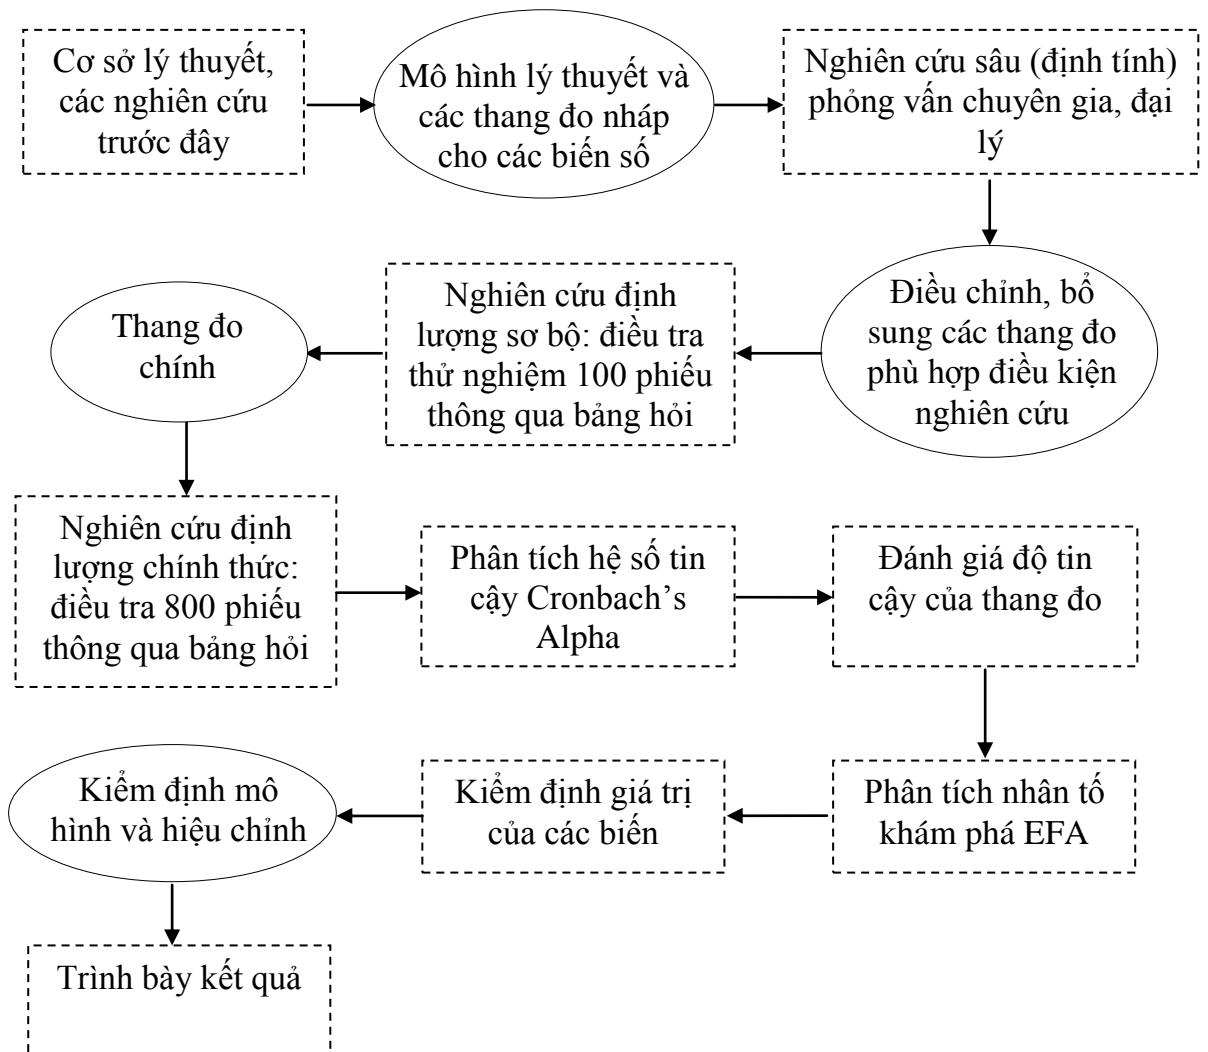 Cơ sở lý thuyết,
các nghiên cứu
trước đây
Mô hình lý thuyết và
các thang đo nháp
cho các biến số
Nghiên cứu sâu (định tính)
phỏng vấn chuyên gia, đại
lý
Điều chỉnh, bổ
sung các thang đo
phù hợp điều kiện
nghiên cứu
Nghiên cứu định
lượng sơ bộ: điều tra
thử nghiệm 100 phiếu
thông qua bảng hỏi
Thang đo
chính
Nghiên cứu định
lượng chính thức:
điều tra 800 phiếu
thông qua bảng hỏi
Phân tích hệ số tin
cậy Cronbach’s
Alpha
Đánh giá độ tin
cậy của thang đo
Phân tích nhân tố
khám phá EFA
Kiểm định giá trị
của các biến
Kiểm định mô
hình và hiệu chỉnh
Trình bày kết quả